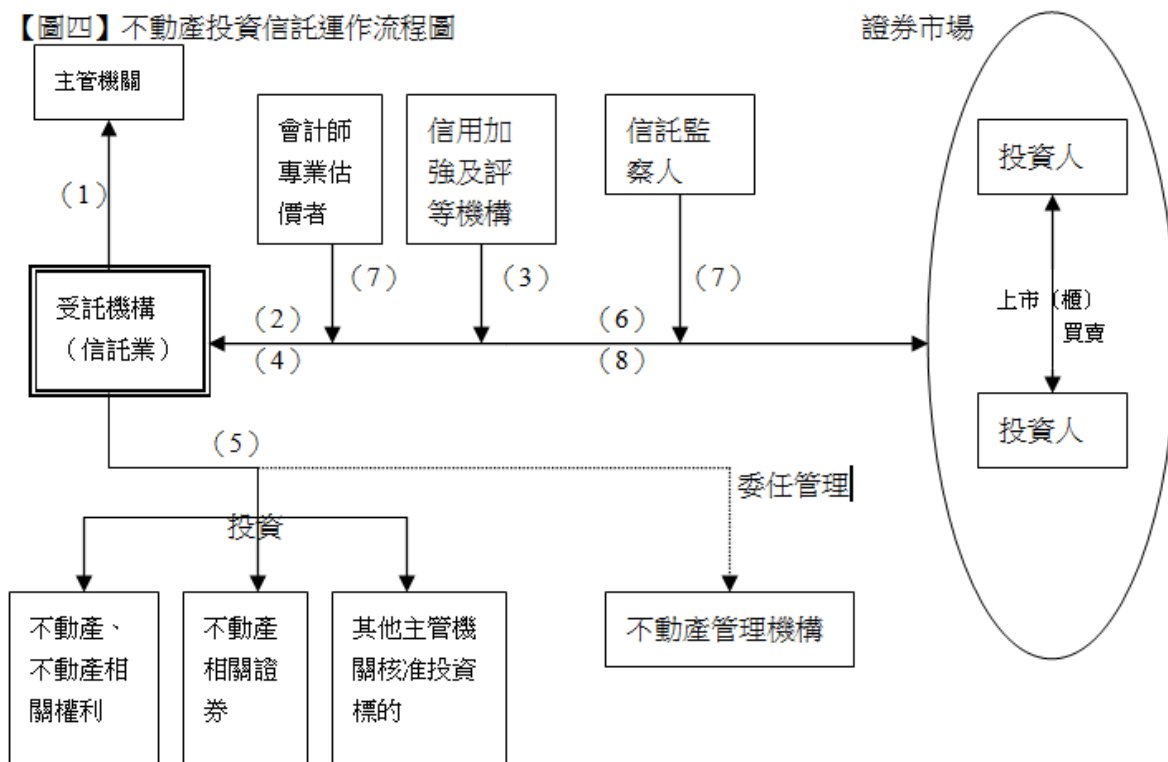 【圖四】不動產投資信託運作流程圖
證券市場
主管機關
會計師
專業估
價者
信用加
強及評
等機構
信託監
察人
投資人
（1）
（7）
（3）
（7）
上市（櫃）
買賣
受託機構
（信託業）
（2）
（6）
（4）
（8）
投資人
（5）
委任管理
投資
不動產、
不動產相
關權利
不動產
相關證
券
其他主管機
關核准投資
標的
不動產管理機構